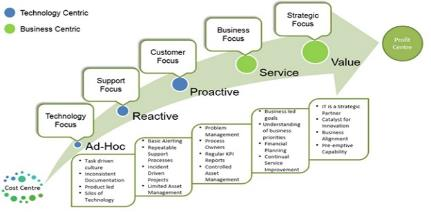 Technology Centric
Business Centric
Strategic
Focus
Business
Focus
Customer
Focus
Support
Focus
Technology
Focus
Profit
Centre
Value
Service
Proactive
Reactive
Ad-Hoc
Cost Centre
Task driven
culture
Inconsistent
Documentation
Product led
Silos of
Technology
Basic Alerting
Repeatable
Support
Processes
Incident
Driven
Projects
Limited Asset
Management
Problem
Management
Process
Owners
Regular KPI
Reports
Controlled
Asset
Management
Business led
goals
Understanding
of business
priorities
Financial
Planning
Continual
Service
Improvement
IT is a Strategic
Partner
Catalyst for
Innovation
Business
Alignment
Pre-emptive
Capability